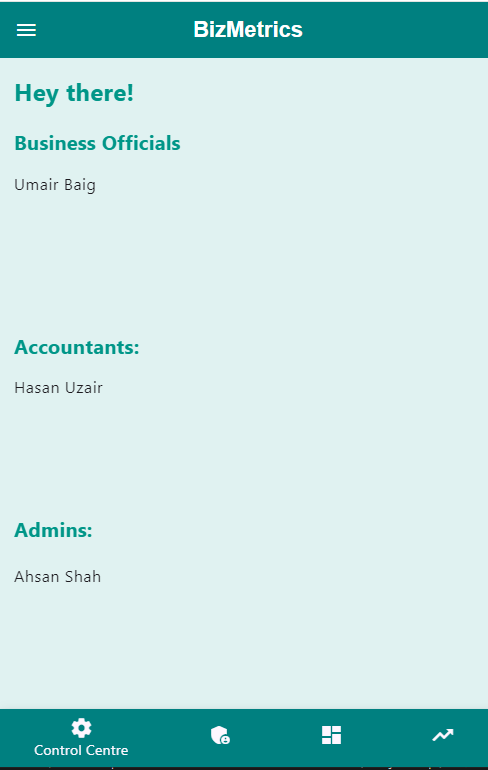 BizMetrics
Hey there!
Business Officials
Umair Baig
Accountants:
Hasan Uzair
Admins:
Ahsan Shah
Control Centre